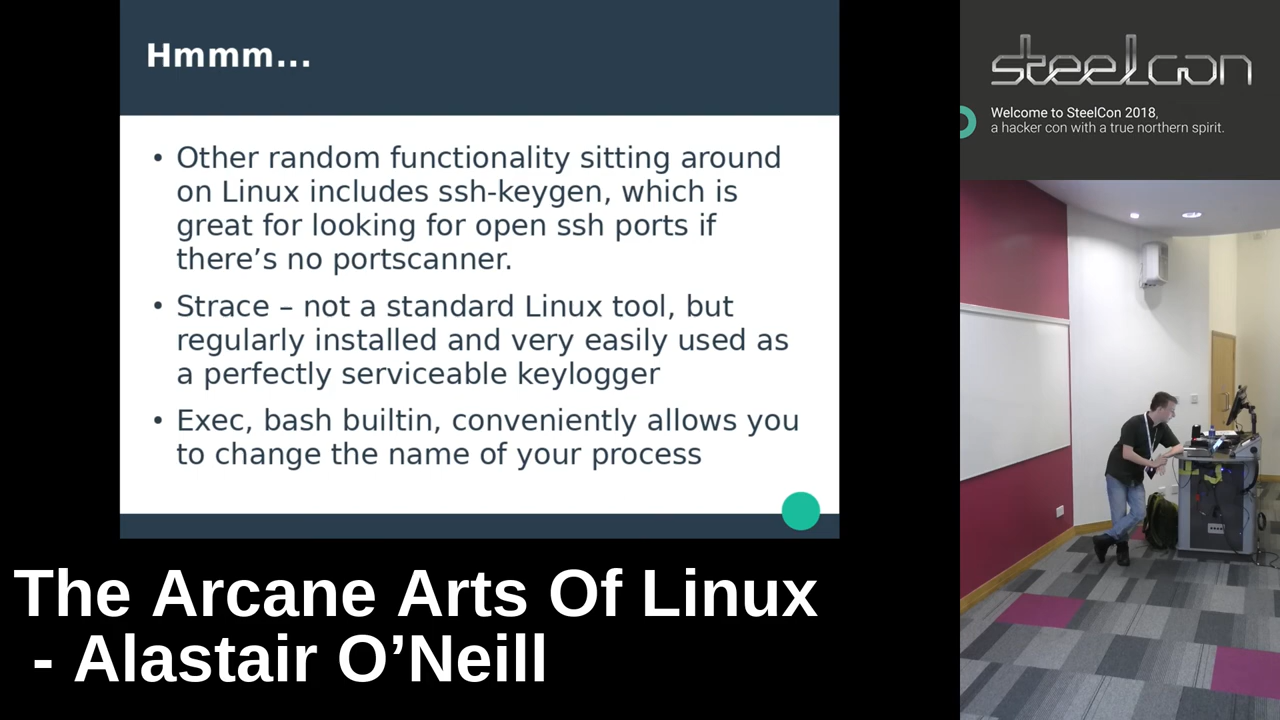 Hmmm...
• Other random functionality sitting around
on Linux includes ssh-keygen, which is
great for looking for open ssh ports if
there’s no portscanner.
• Strace – not a standard Linux tool, but
regularly installed and very easily used as
a perfectly serviceable keylogger
• Exec, bash builtin, conveniently allows you
to change the name of your process
The Arcane Arts Of Linux
- Alastair O’Neill
steelcon
Welcome to SteelCon 2018,
a hacker con with a true northern spirit.